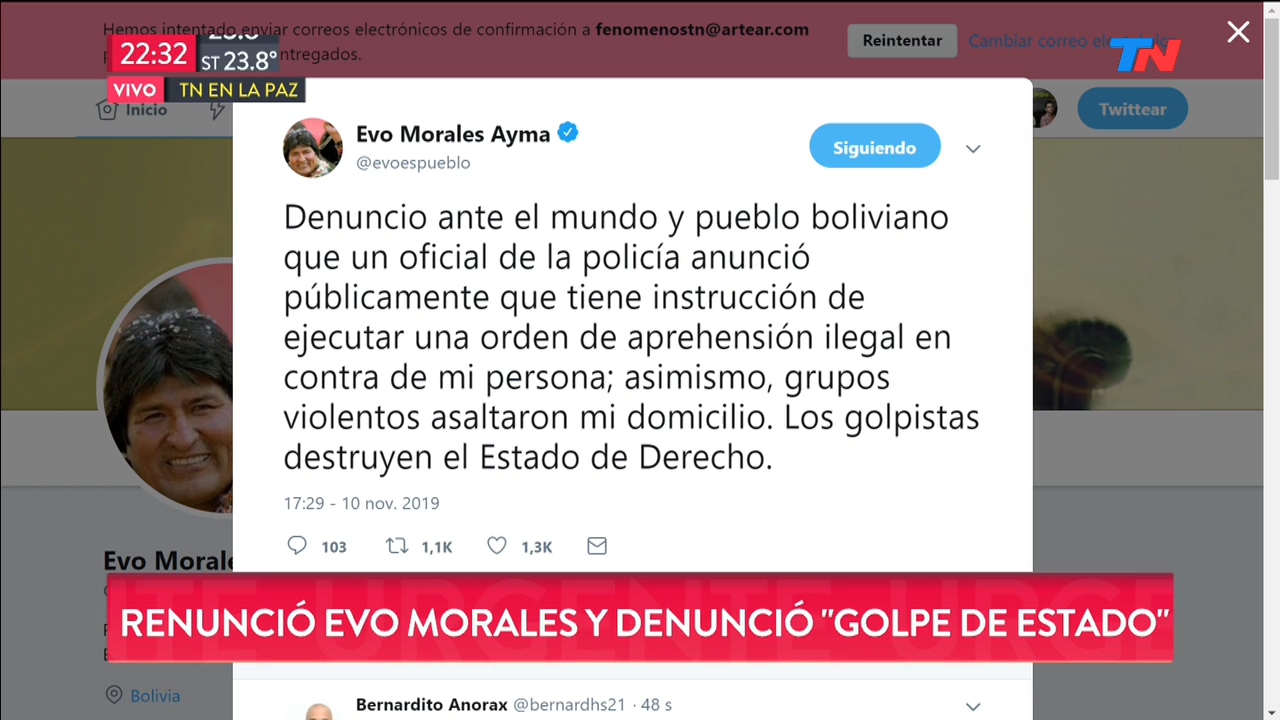 Hemos intentado enviar correos electrónicos de confirmación a fenomenostn@artear.com
ntregados.
Reintentar
Cambiar correo
22:32
ST 23.8°
TN
VIVO
TN EN LA PAZ
Inicio
Twittear
Evo Morales Ayma
@evoespueblo
Siguiendo
Denuncio ante el mundo y pueblo boliviano
que un oficial de la policía anunció
públicamente que tiene instrucción de
ejecutar una orden de aprehensión ilegal en
contra de mi persona; asimismo, grupos
violentos asaltaron mi domicilio. Los golpistas
destruyen el Estado de Derecho.
17:29 - 10 nov. 2019
103 1,1K 1,3K
Evo Morale
URGENTE
RENUNCIÓ EVO MORALES Y DENUNCIÓ "GOLPE DE ESTADO"
Bolivia
Bernardito Anorax @bernardhs21 · 48 s